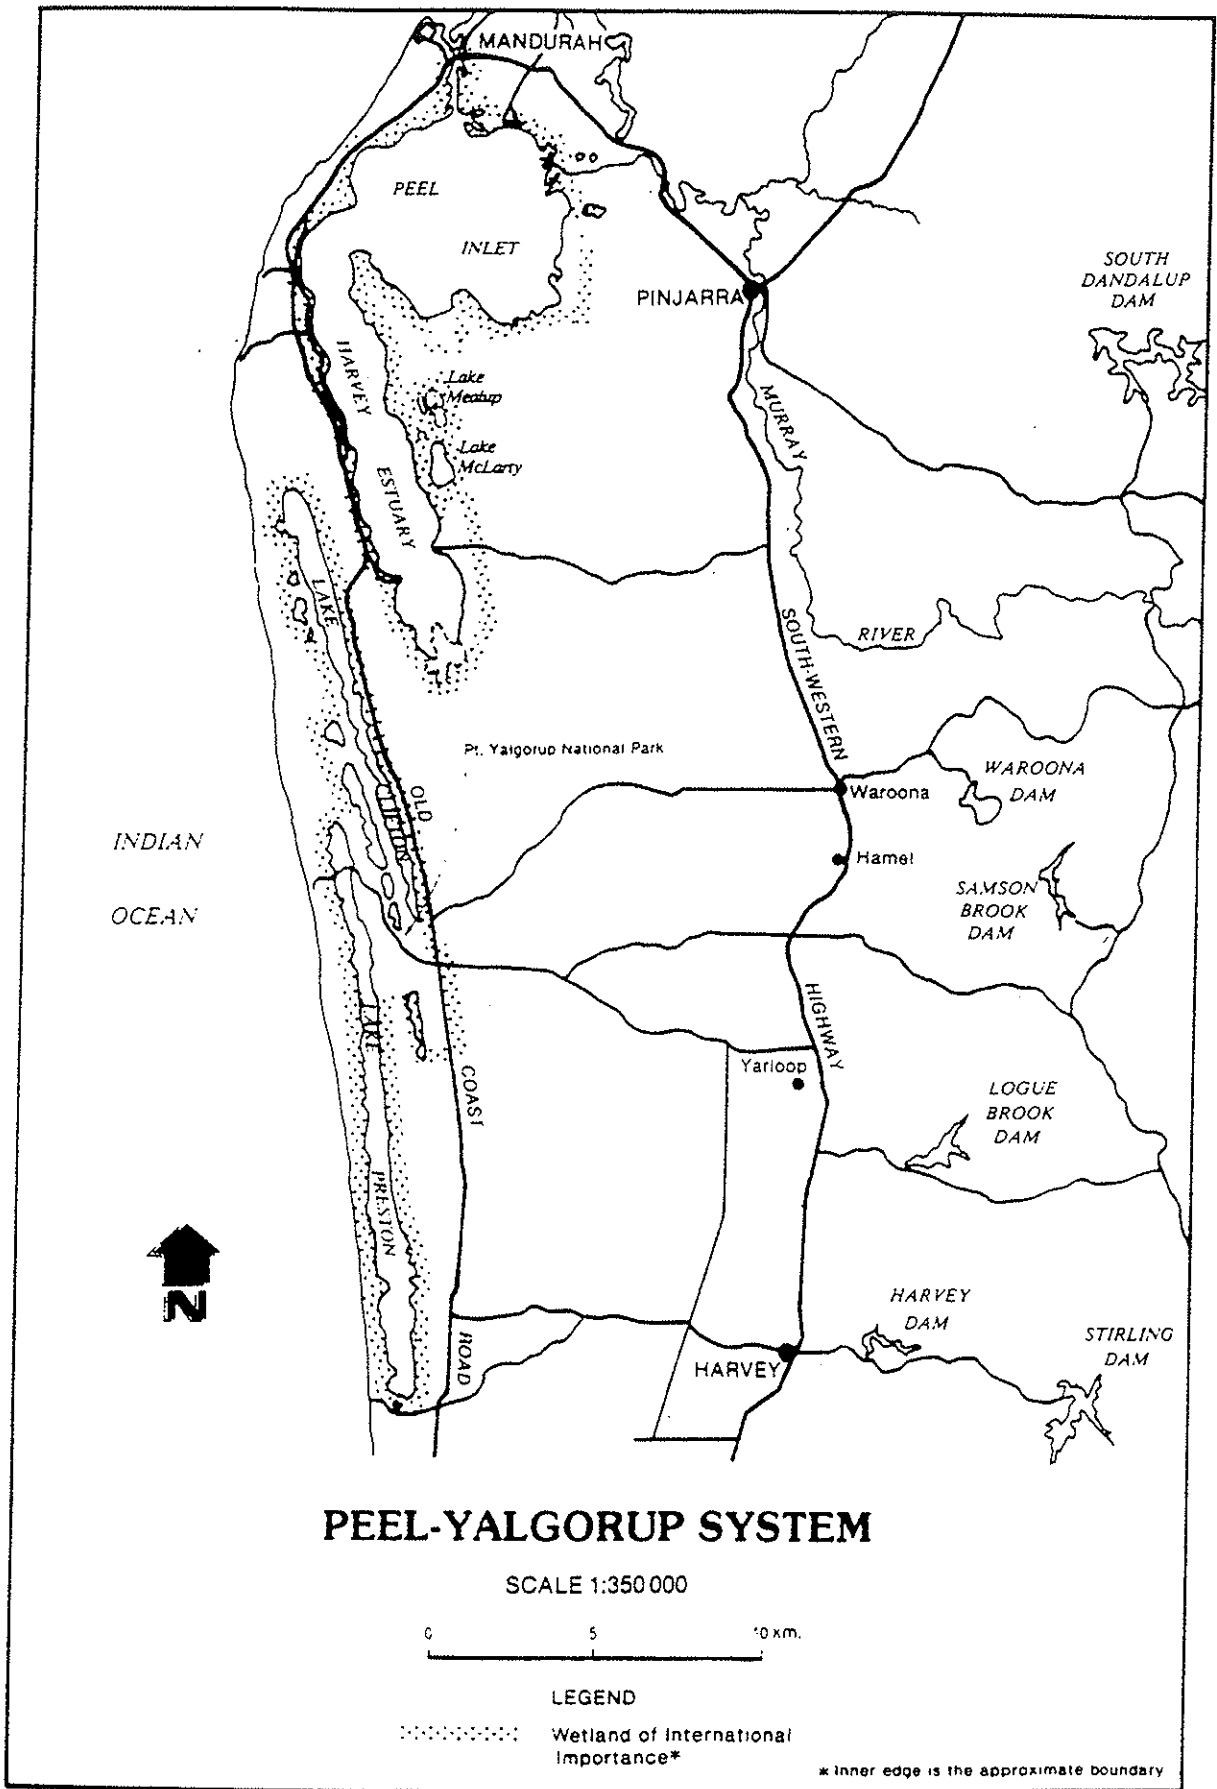 MANDURAH
PEEL
INLET
SOUTH
DANDALUP
DAM
PINJARRA
HARVEY
ESTUARY
Lake
Mealup
Lake
McLarty
MURRAY
RIVER
LAKE
CLIFTON
SOUTH-WESTERN
HIGHWAY
Pt. Yalgorup National Park
WAROONA
DAM
Waroona
OLD
COAST
ROAD
INDIAN
OCEAN
Hamel
SAMSON
BROOK
DAM
LAKE
PRESTON
Yarloop
LOGUE
BROOK
DAM
N
HARVEY
DAM
STIRLING
DAM
HARVEY
PEEL-YALGORUP SYSTEM
SCALE 1:350 000
0 5 10 km.
LEGEND
Wetland of International
Importance*
* Inner edge is the approximate boundary